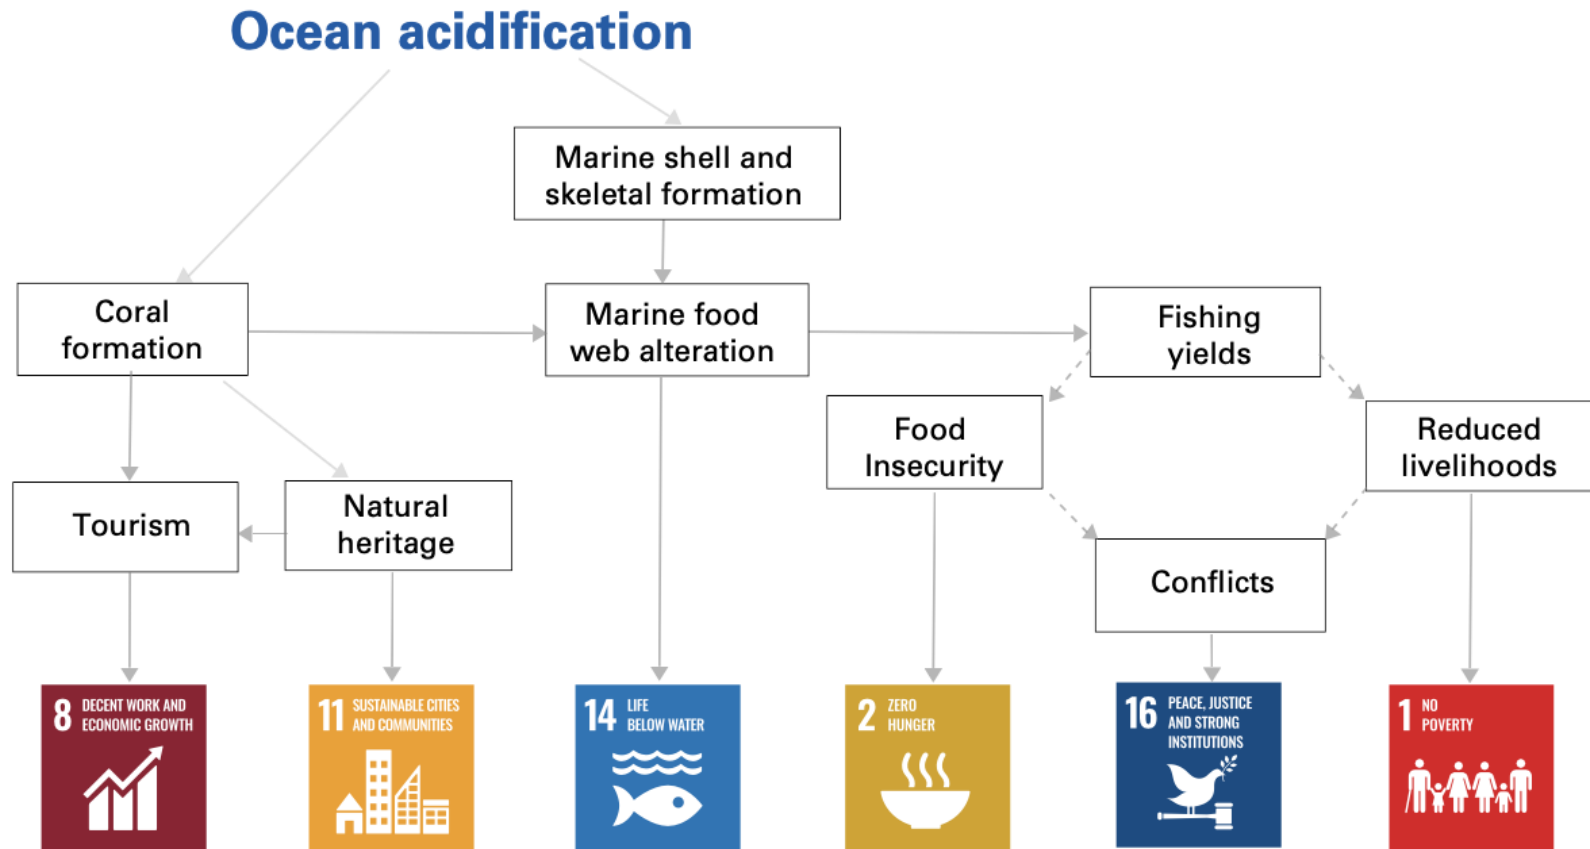 Ocean acidification
Marine shell and
skeletal formation
Coral
formation
Marine food
web alteration
Fishing
yields
Food
Insecurity
Reduced
livelihoods
Tourism
Natural
heritage
Conflicts
8 DECENT WORK AND
ECONOMIC GROWTH
11 SUSTAINABLE CITIES
AND COMMUNITIES
14 LIFE
BELOW WATER
2 ZERO
HUNGER
16 PEACE, JUSTICE
AND STRONG
INSTITUTIONS
1 NO
POVERTY